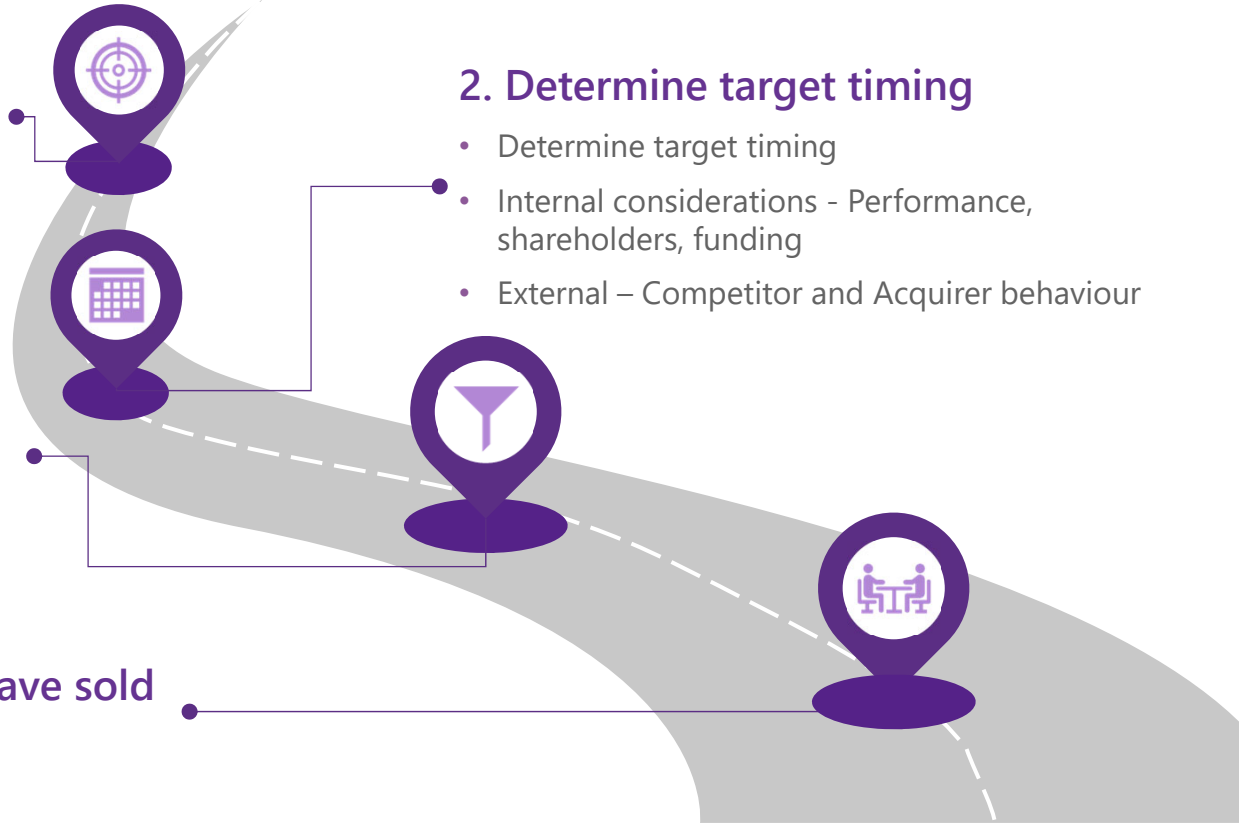 2. Determine target timing
• Determine target timing
• Internal considerations - Performance,
shareholders, funding
• External – Competitor and Acquirer behaviour
ave sold